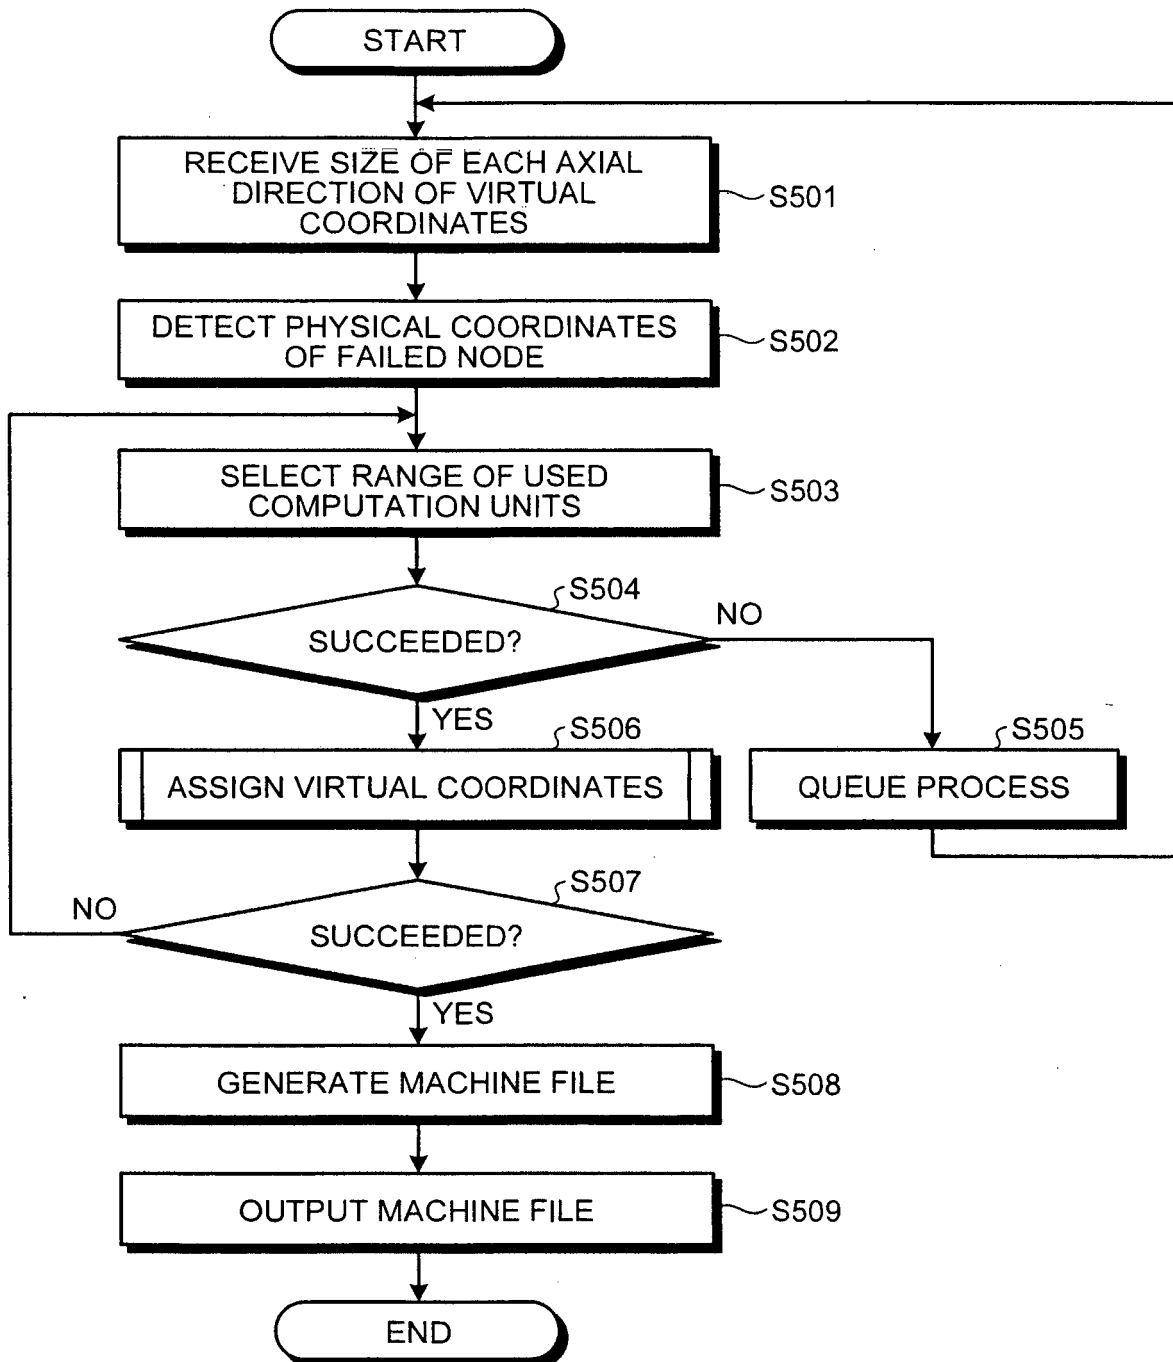 START
RECEIVE SIZE OF EACH AXIAL
DIRECTION OF VIRTUAL
COORDINATES
S501
DETECT PHYSICAL COORDINATES
OF FAILED NODE
S502
SELECT RANGE OF USED
COMPUTATION UNITS
S503
S504
SUCCEEDED?
NO
YES
S506
ASSIGN VIRTUAL COORDINATES
S505
QUEUE PROCESS
S507
SUCCEEDED?
NO
YES
GENERATE MACHINE FILE
S508
OUTPUT MACHINE FILE
S509
END